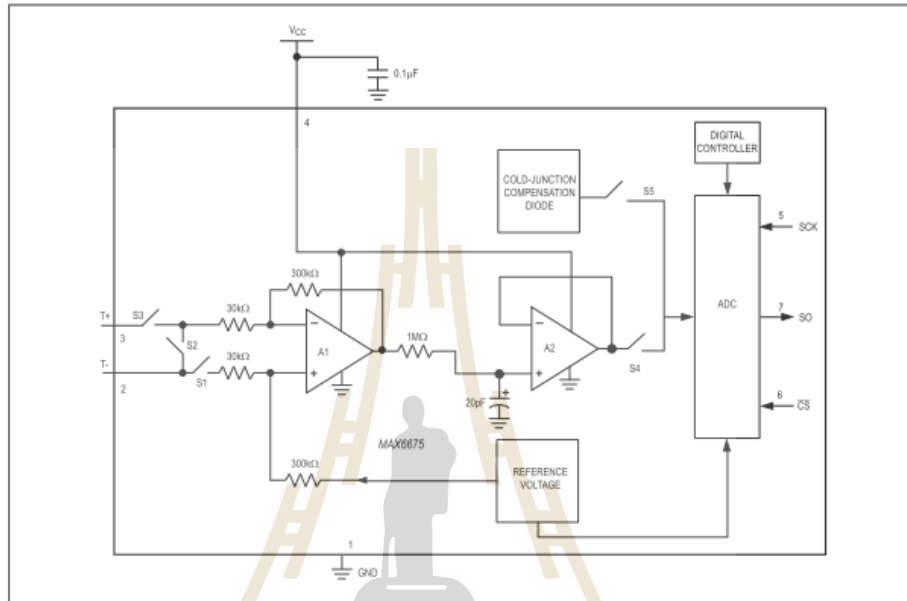 VCC
0.1µF
4
DIGITAL
CONTROLLER
COLD-JUNCTION
COMPENSATION
DIODE
S5
5
SCK
300kΩ
ADC
T+
S3
30kΩ
1MΩ
7
SO
3
S2
A1
A2
T-
30kΩ
S4
2
S1
20pF
6
CS
MAX6675
300kΩ
REFERENCE
VOLTAGE
1
GND